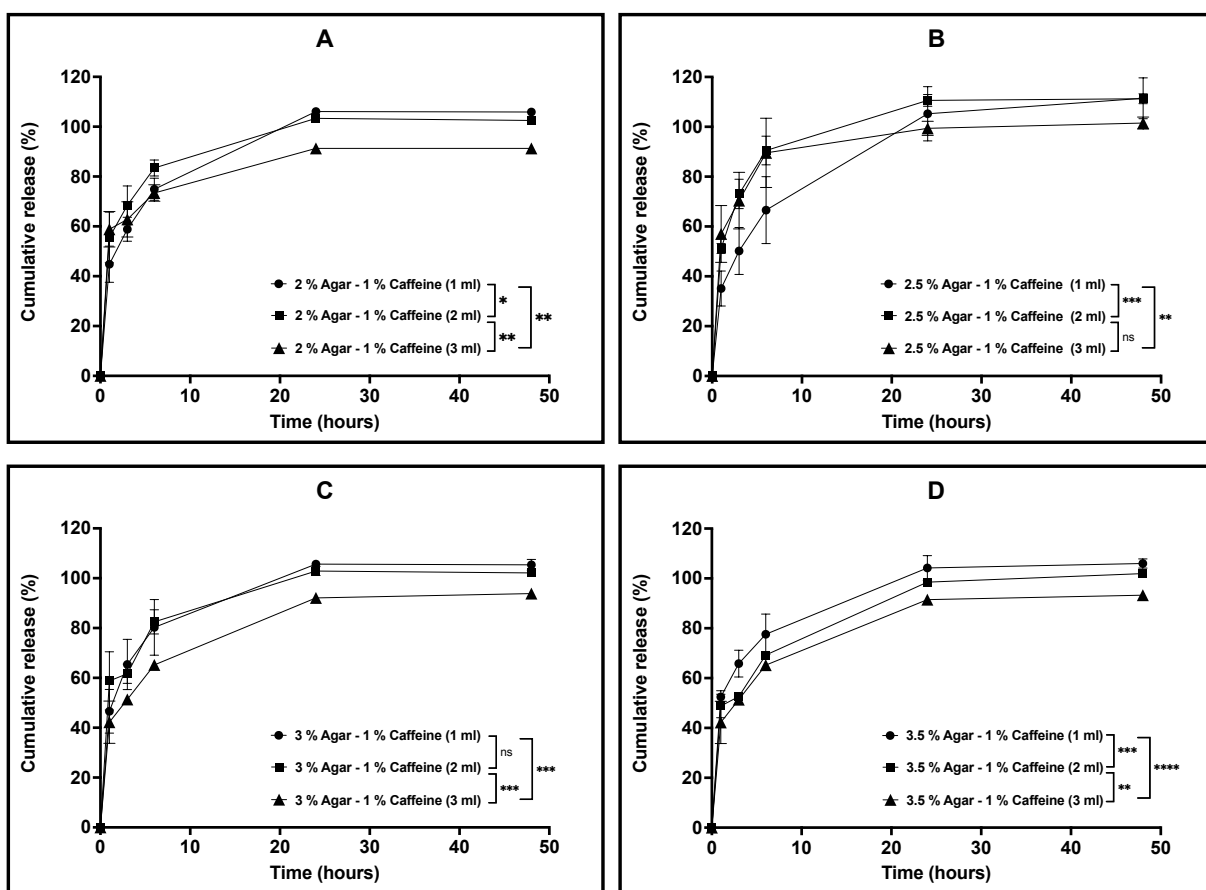 A
Cumulative release (%)
120
100
80
60
40
20
0
2 % Agar - 1 % Caffeine (1 ml)
*
2 % Agar - 1 % Caffeine (2 ml)
**
**
2 % Agar - 1 % Caffeine (3 ml)
0 10 20 30 40 50
Time (hours)
B
Cumulative release (%)
120
100
80
60
40
20
0
2.5 % Agar - 1 % Caffeine (1 ml)
***
2.5 % Agar - 1 % Caffeine (2 ml)
**
ns
2.5 % Agar - 1 % Caffeine (3 ml)
0 10 20 30 40 50
Time (hours)
C
Cumulative release (%)
120
100
80
60
40
20
0
3 % Agar - 1 % Caffeine (1 ml)
ns
3 % Agar - 1 % Caffeine (2 ml)
***
***
3 % Agar - 1 % Caffeine (3 ml)
0 10 20 30 40 50
Time (hours)
D
Cumulative release (%)
120
100
80
60
40
20
0
3.5 % Agar - 1 % Caffeine (1 ml)
***
3.5 % Agar - 1 % Caffeine (2 ml)
****
**
3.5 % Agar - 1 % Caffeine (3 ml)
0 10 20 30 40 50
Time (hours)